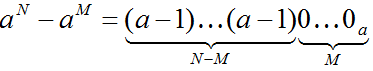 a^N − a^M = (a−1)…(a−1)0…0_a
N−M M